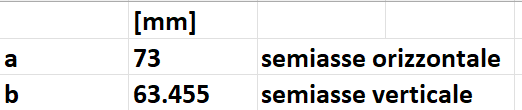 [mm]
a 73 semiasse orizzontale
b 63.455 semiasse verticale